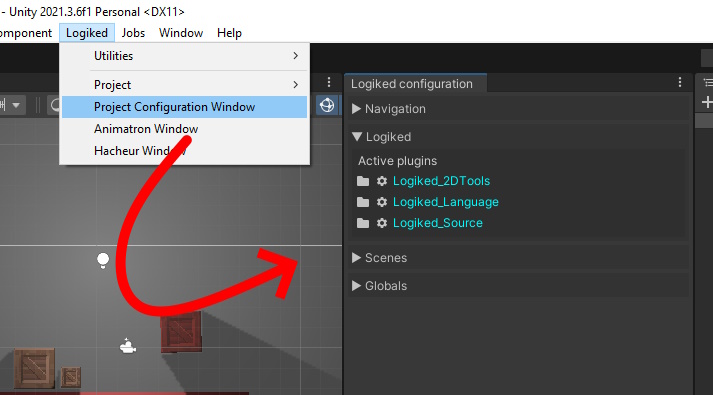 - Unity 2021.3.6f1 Personal <DX11>
omponent Logiked Jobs Window Help
Utilities
Project
Project Configuration Window
Animatron Window
Hacheur Window
Logiked configuration
Navigation
Logiked
Active plugins
Logiked_2DTools
Logiked_Language
Logiked_Source
Scenes
Globals